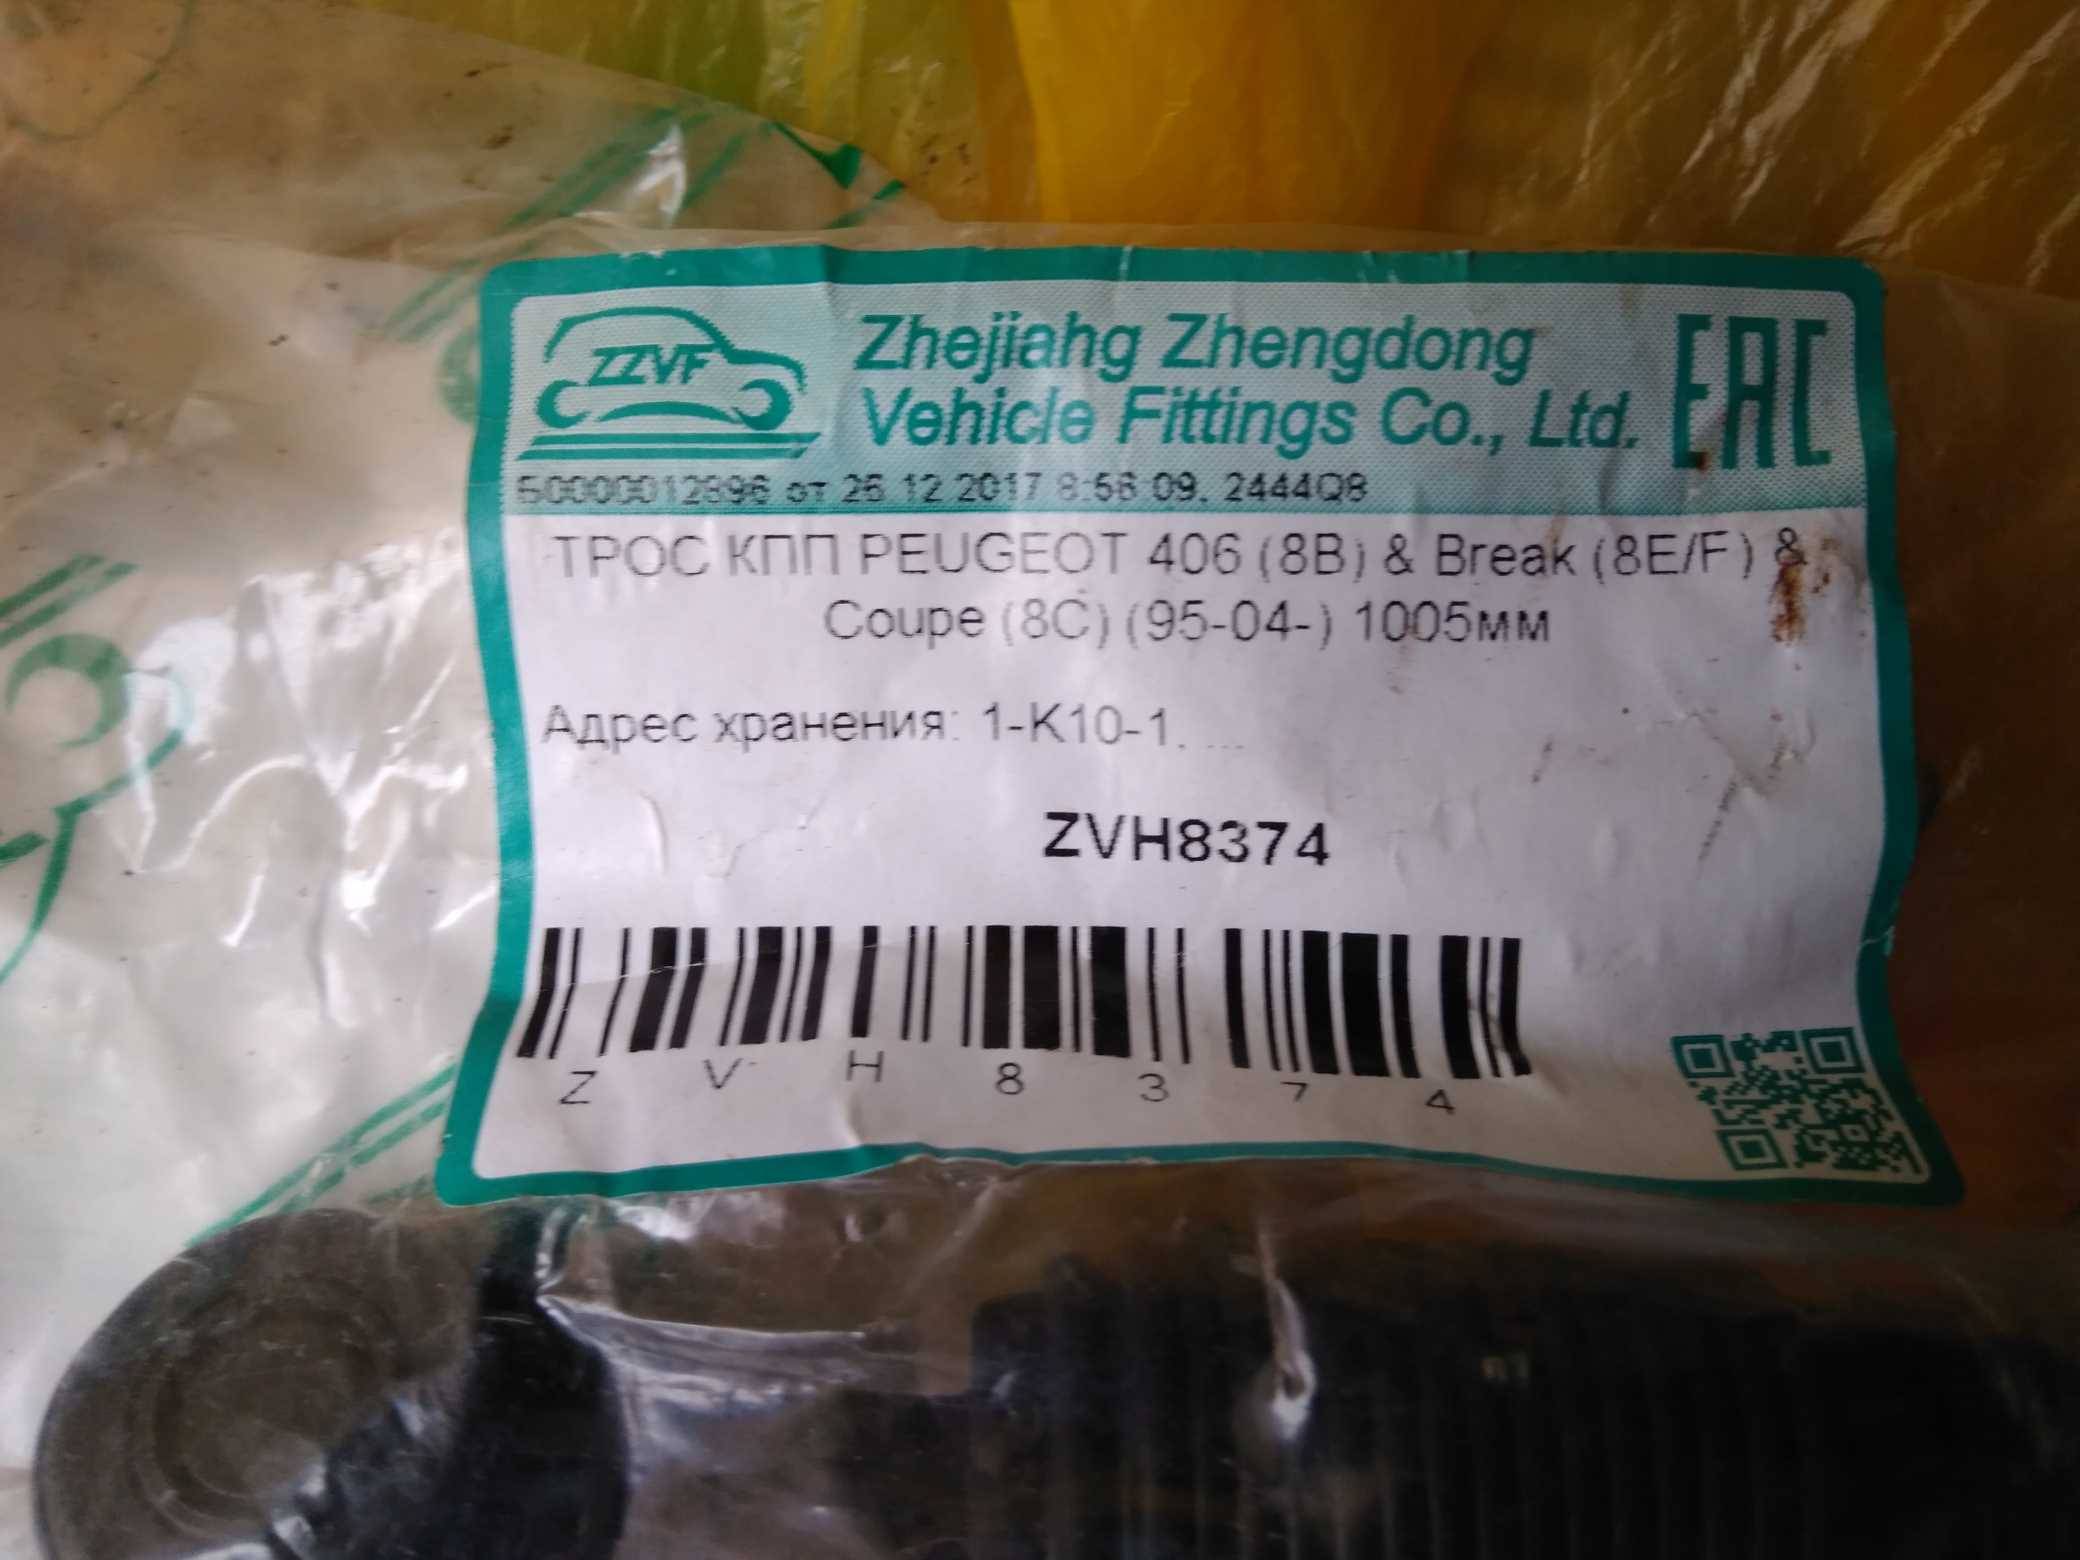 ZZVF
Zhejiahg Zhengdong
Vehicle Fittings Co., Ltd.
EAC
Б0000012896 от 26.12.2017 8:56:09, 2444Q8
ТРОС КПП PEUGEOT 406 (8B) & Break (8E/F) &
Coupe (8C) (95-04-) 1005мм
Адрес хранения: 1-K10-1, ...
ZVH8374
Z V H 8 3 7 4